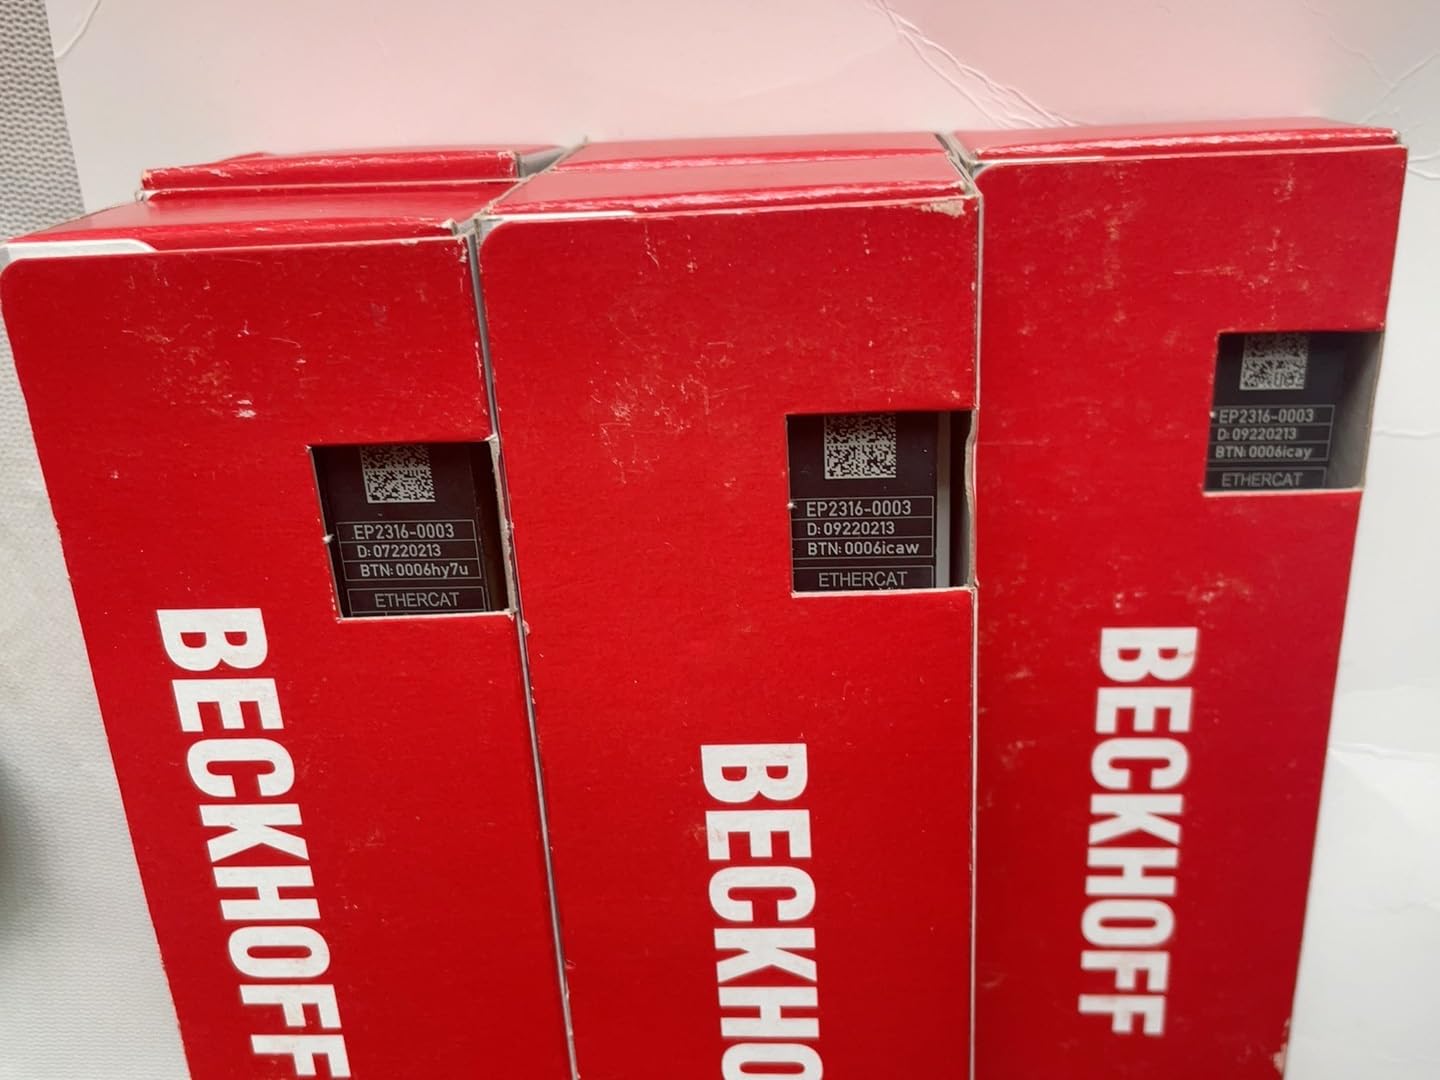 EP2316-0003
D: 07220213
BTN: 0006hy7u
ETHERCAT
BECKHOFF
EP2316-0003
D: 09220213
BTN: 0006icaw
ETHERCAT
BECKHO
EP2316-0003
D: 09220213
BTN: 0006icay
ETHERCAT
BECKHOFF